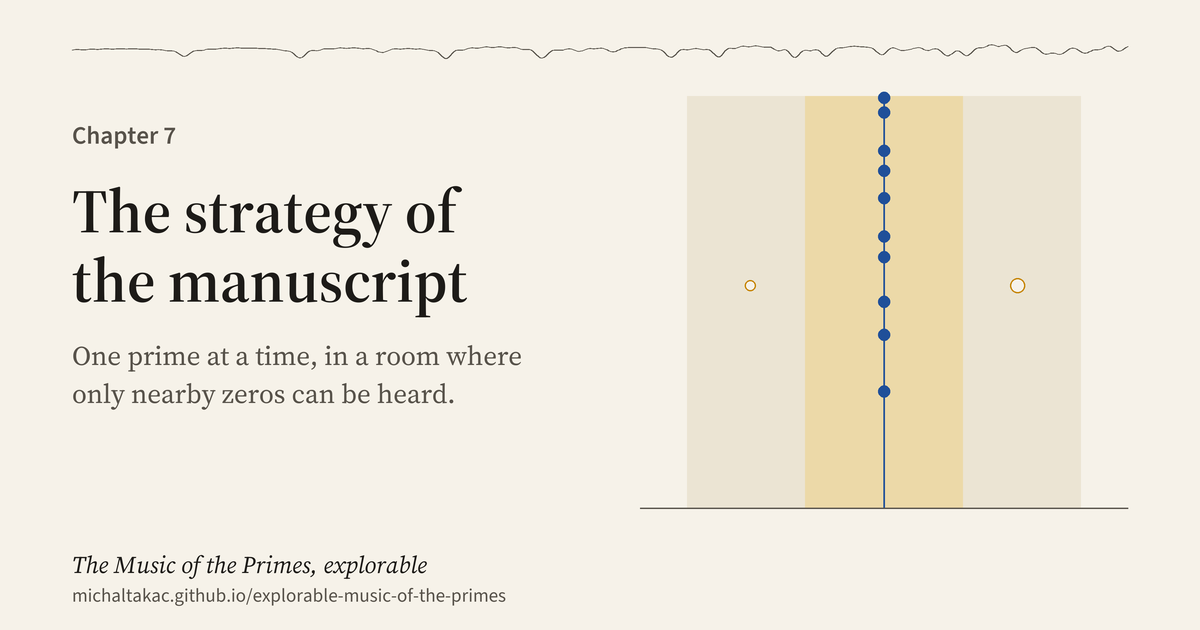 Chapter 7
The strategy of
the manuscript
One prime at a time, in a room where
only nearby zeros can be heard.
The Music of the Primes, explorable
michaltakac.github.io/explorable-music-of-the-primes